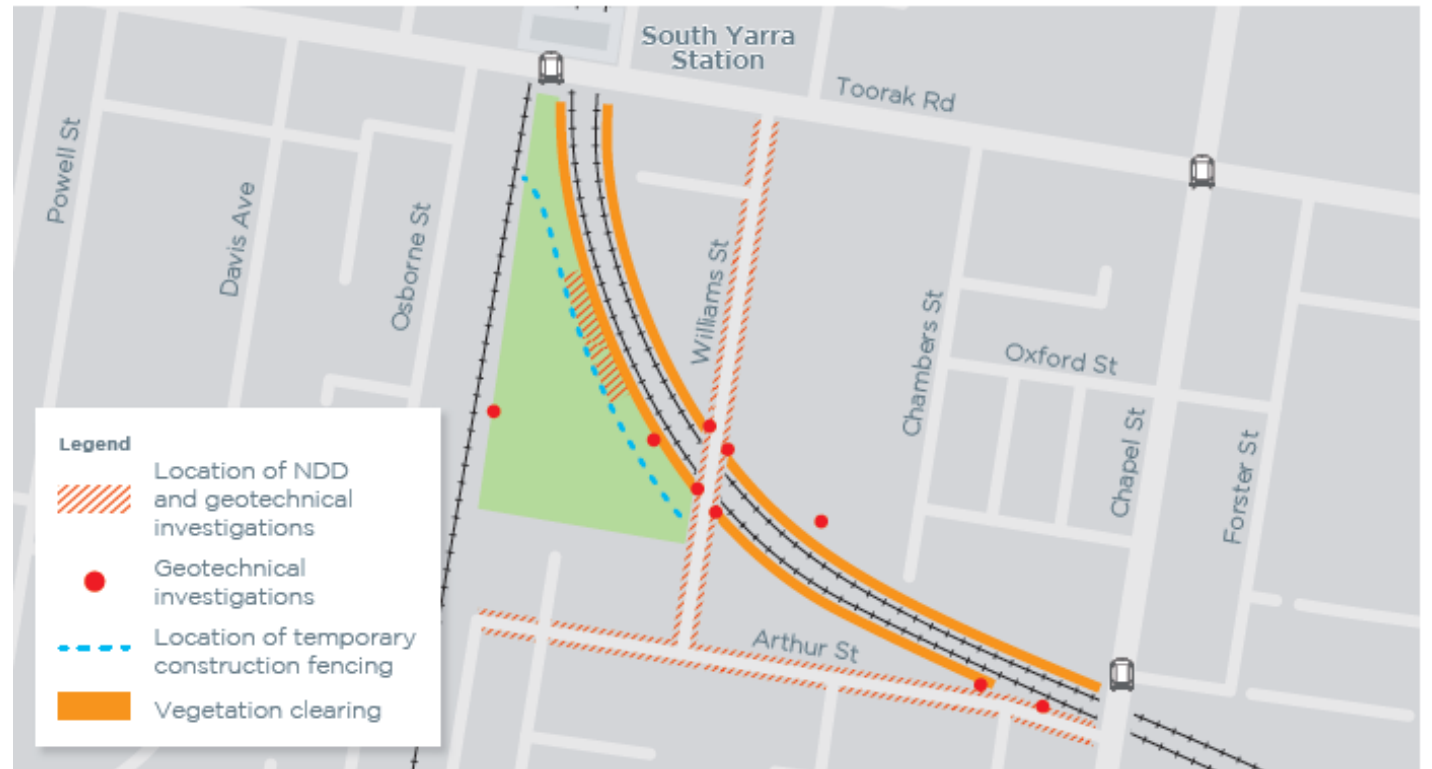 South Yarra
Station
Toorak Rd
Powell St
Davis Ave
Osborne St
Williams St
Chambers St
Oxford St
Chapel St
Forster St
Arthur St
Legend
Location of NDD
and geotechnical
investigations
Geotechnical
investigations
Location of temporary
construction fencing
Vegetation clearing